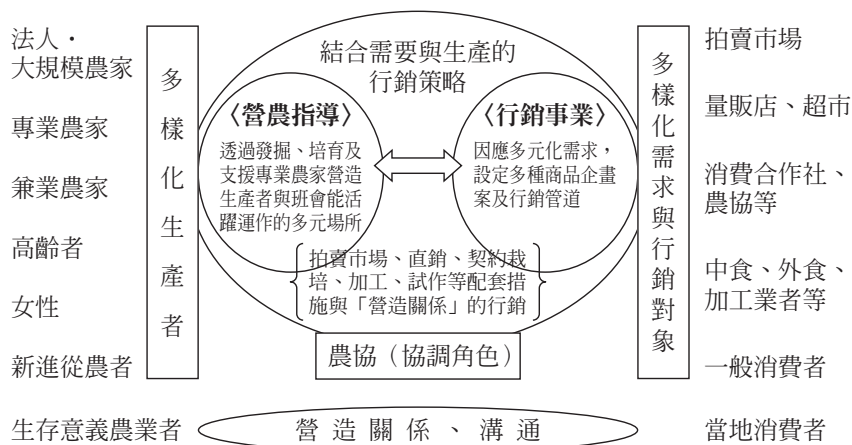 法人・
大規模農家
專業農家
兼業農家
高齡者
女性
新進從農者
生存意義農業者
多樣化生產者
結合需要與生產的
行銷策略
〈營農指導〉
透過發掘、培育及
支援專業農家營造
生產者與班會能活
躍運作的多元場所
〈行銷事業〉
因應多元化需求，
設定多種商品企畫
案及行銷管道
拍賣市場、直銷、契約栽
培、加工、試作等配套措
施與「營造關係」的行銷
農協（協調角色）
營造關係、溝通
多樣化需求與行銷對象
拍賣市場
量販店、超市
消費合作社、
農協等
中食、外食、
加工業者等
一般消費者
當地消費者